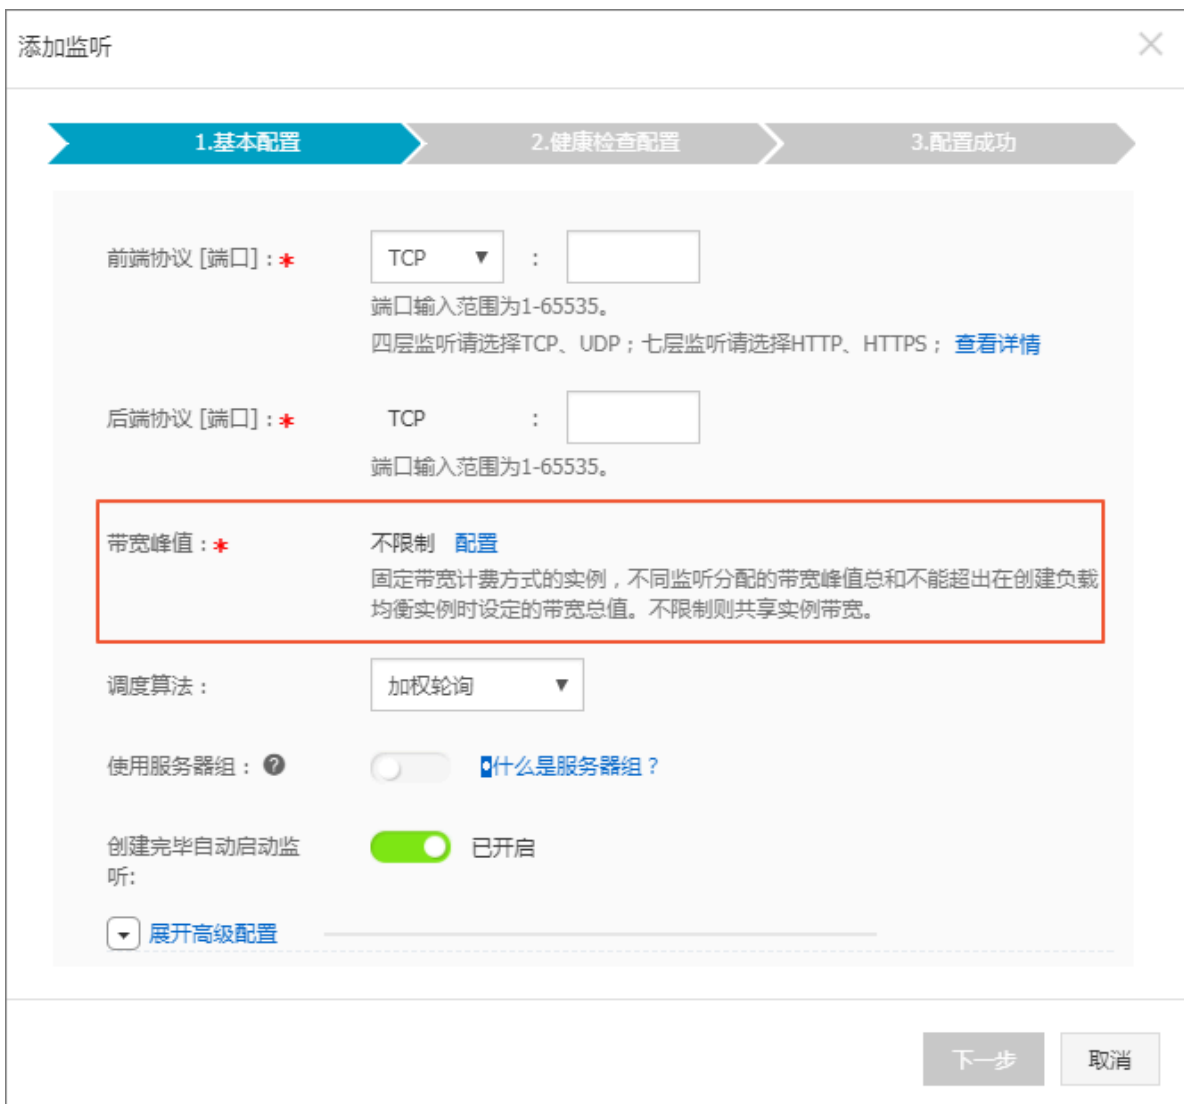 添加监听
1.基本配置 2.健康检查配置 3.配置成功
前端协议 [端口] : * TCP :
端口输入范围为1-65535。
四层监听请选择TCP、UDP；七层监听请选择HTTP、HTTPS； 查看详情
后端协议 [端口] : * TCP :
端口输入范围为1-65535。
带宽峰值 : * 不限制 配置
固定带宽计费方式的实例，不同监听分配的带宽峰值总和不能超出在创建负载
均衡实例时设定的带宽总值。不限制则共享实例带宽。
调度算法 : 加权轮询
使用服务器组 : ? 什么是服务器组？
创建完毕自动启动监 已开启
听:
展开高级配置
下一步 取消